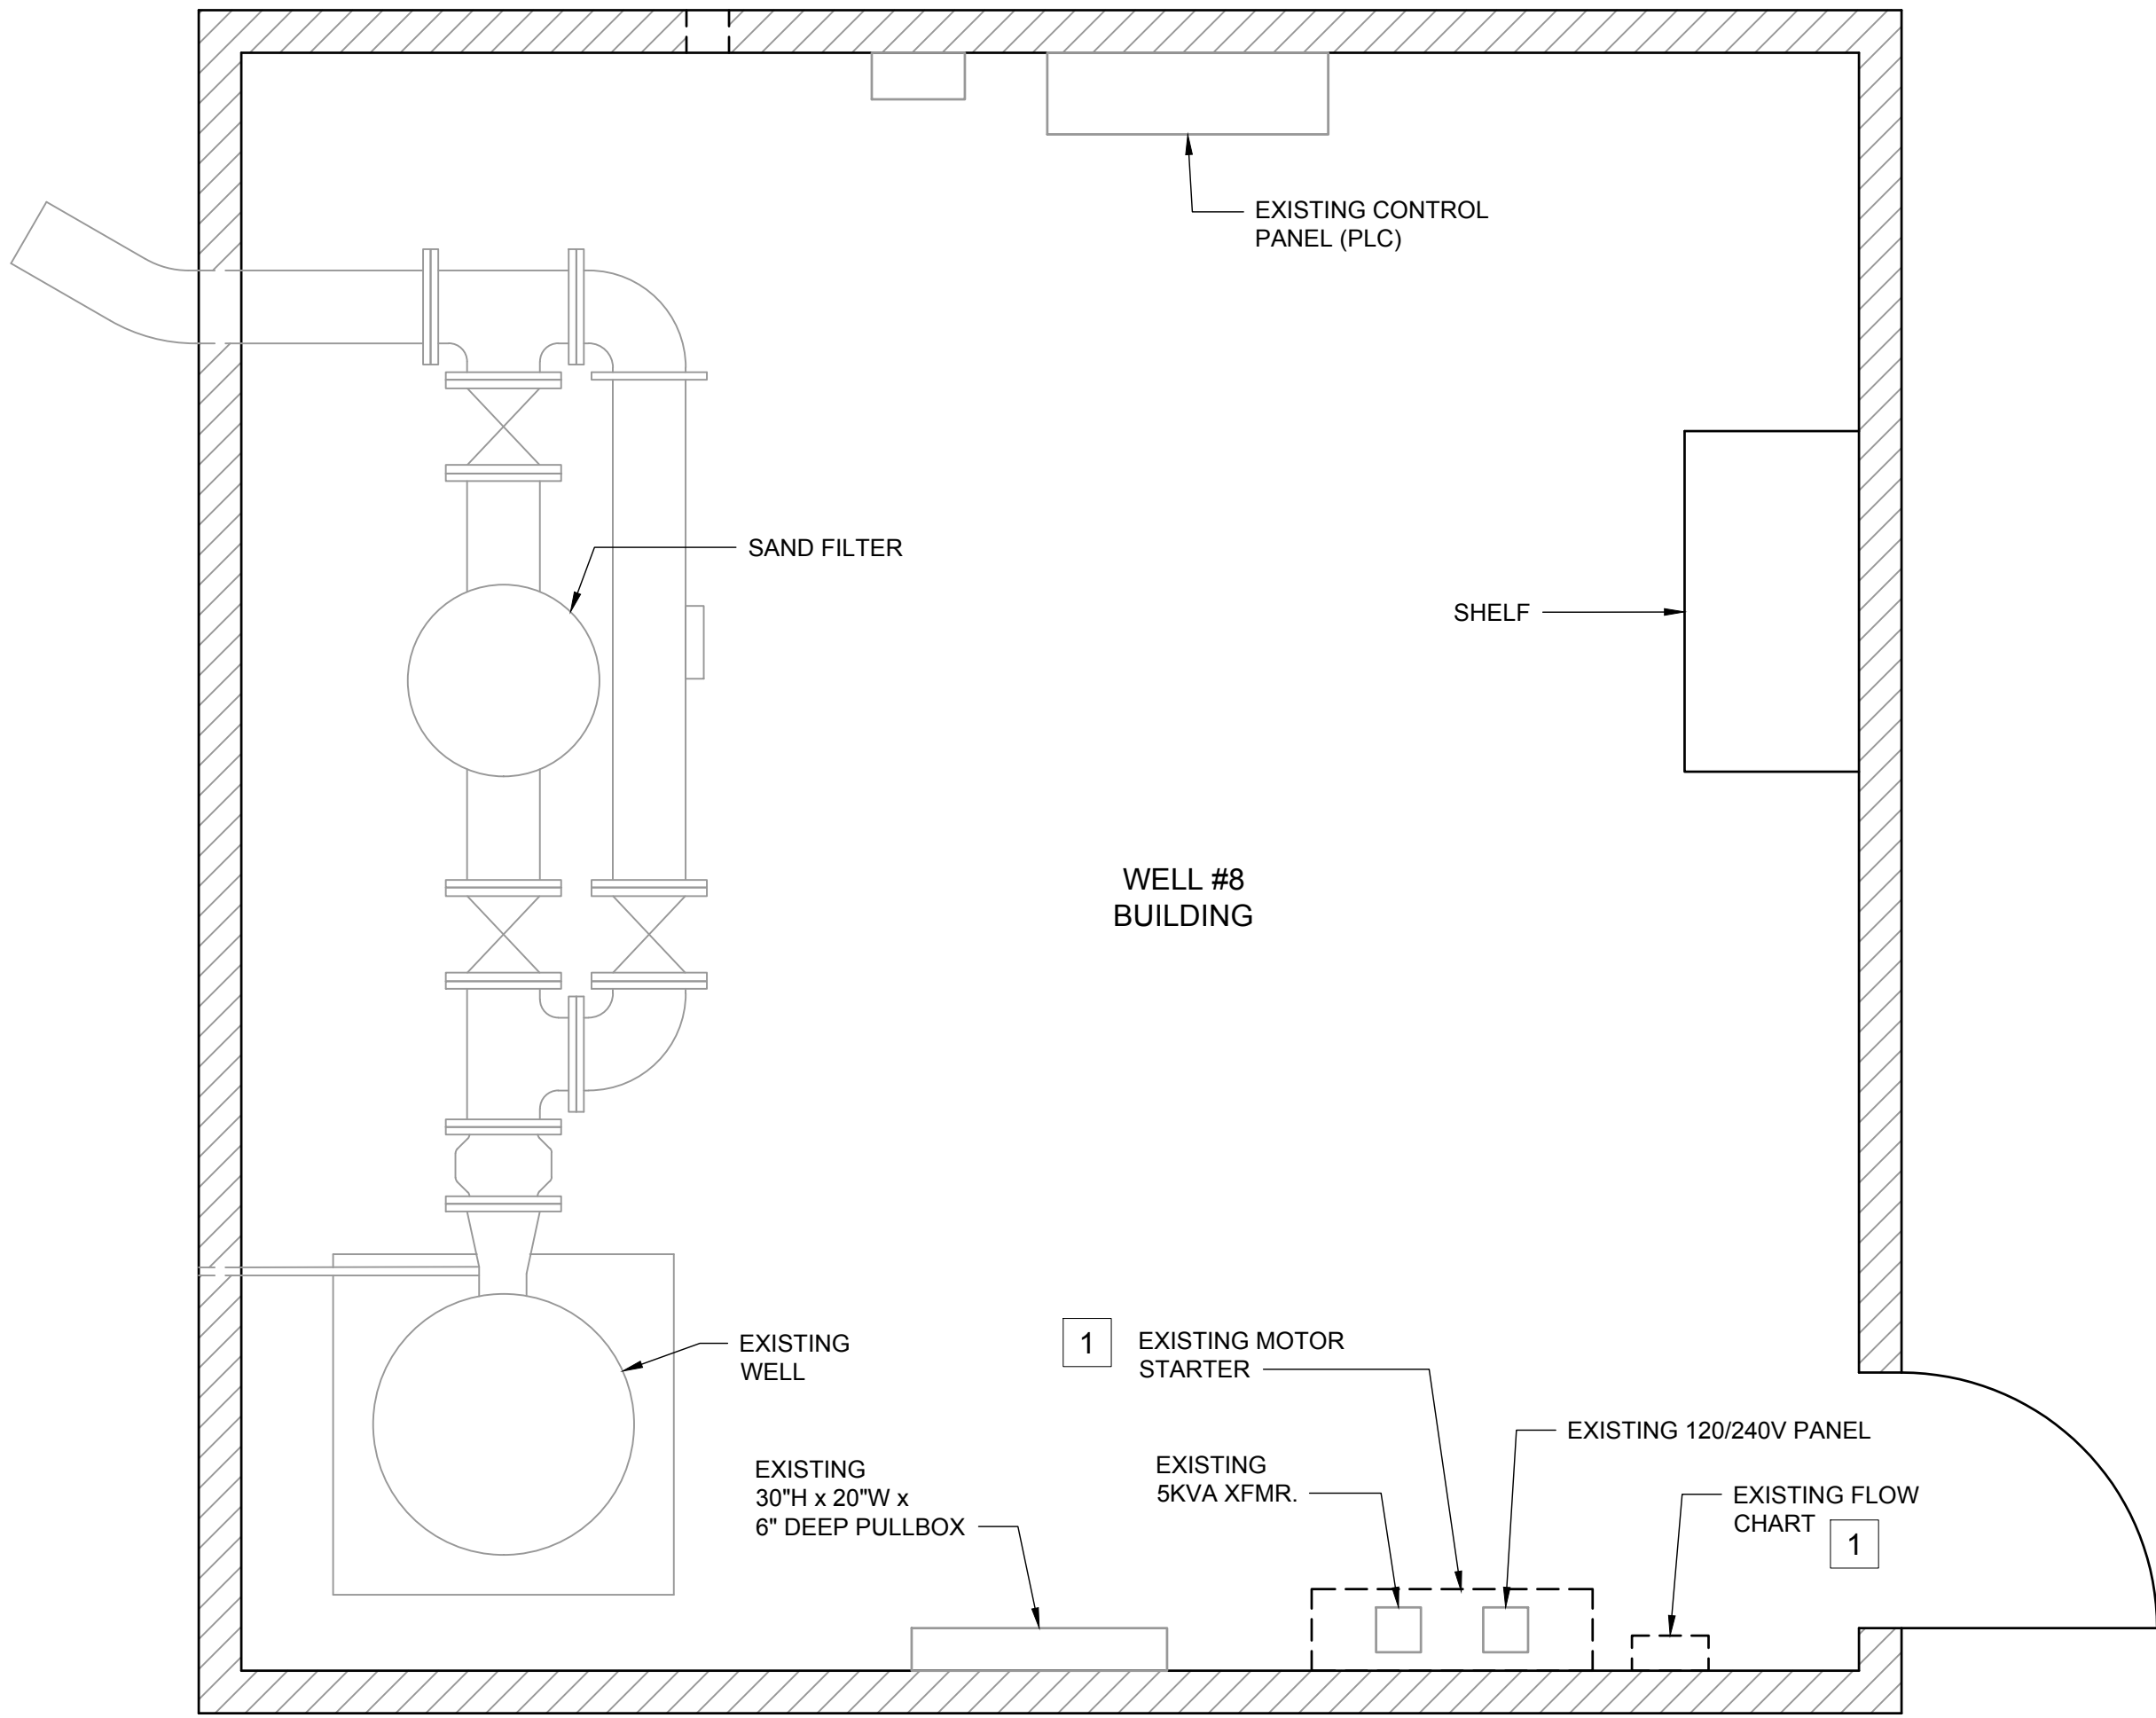 EXISTING CONTROL
PANEL (PLC)
SAND FILTER
SHELF
WELL #8
BUILDING
EXISTING
WELL
1
EXISTING MOTOR
STARTER
EXISTING 120/240V PANEL
EXISTING
30"H x 20"W x
6" DEEP PULLBOX
EXISTING
5KVA XFMR.
EXISTING FLOW
CHART
1